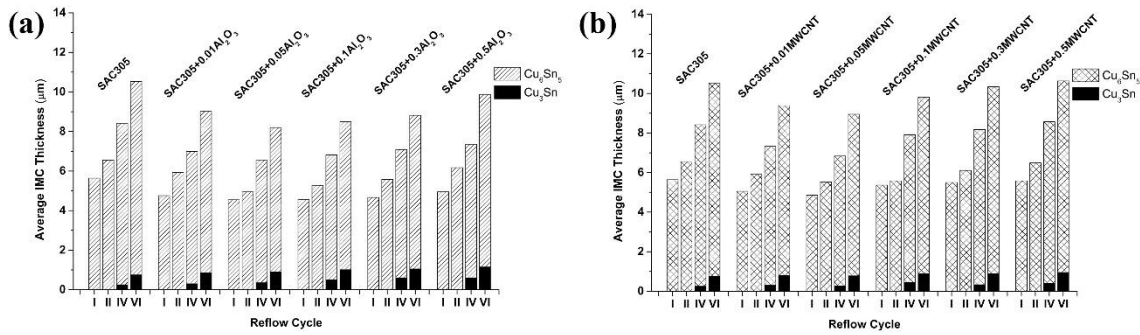 (a)
14
12
10
8
6
4
2
0
Average IMC Thickness (μm)
SAC305
SAC305+0.01Al₂O₃
SAC305+0.05Al₂O₃
SAC305+0.1Al₂O₃
SAC305+0.3Al₂O₃
SAC305+0.5Al₂O₃
Cu₆Sn₅
Cu₃Sn
I II IV VI I II IV VI I II IV VI I II IV VI I II IV VI I II IV VI
Reflow Cycle
(b)
14
12
10
8
6
4
2
0
Average IMC Thickness (μm)
SAC305
SAC305+0.01MWCNT
SAC305+0.05MWCNT
SAC305+0.1MWCNT
SAC305+0.3MWCNT
SAC305+0.5MWCNT
Cu₆Sn₅
Cu₃Sn
I II IV VI I II IV VI I II IV VI I II IV VI I II IV VI I II IV VI
Reflow Cycle